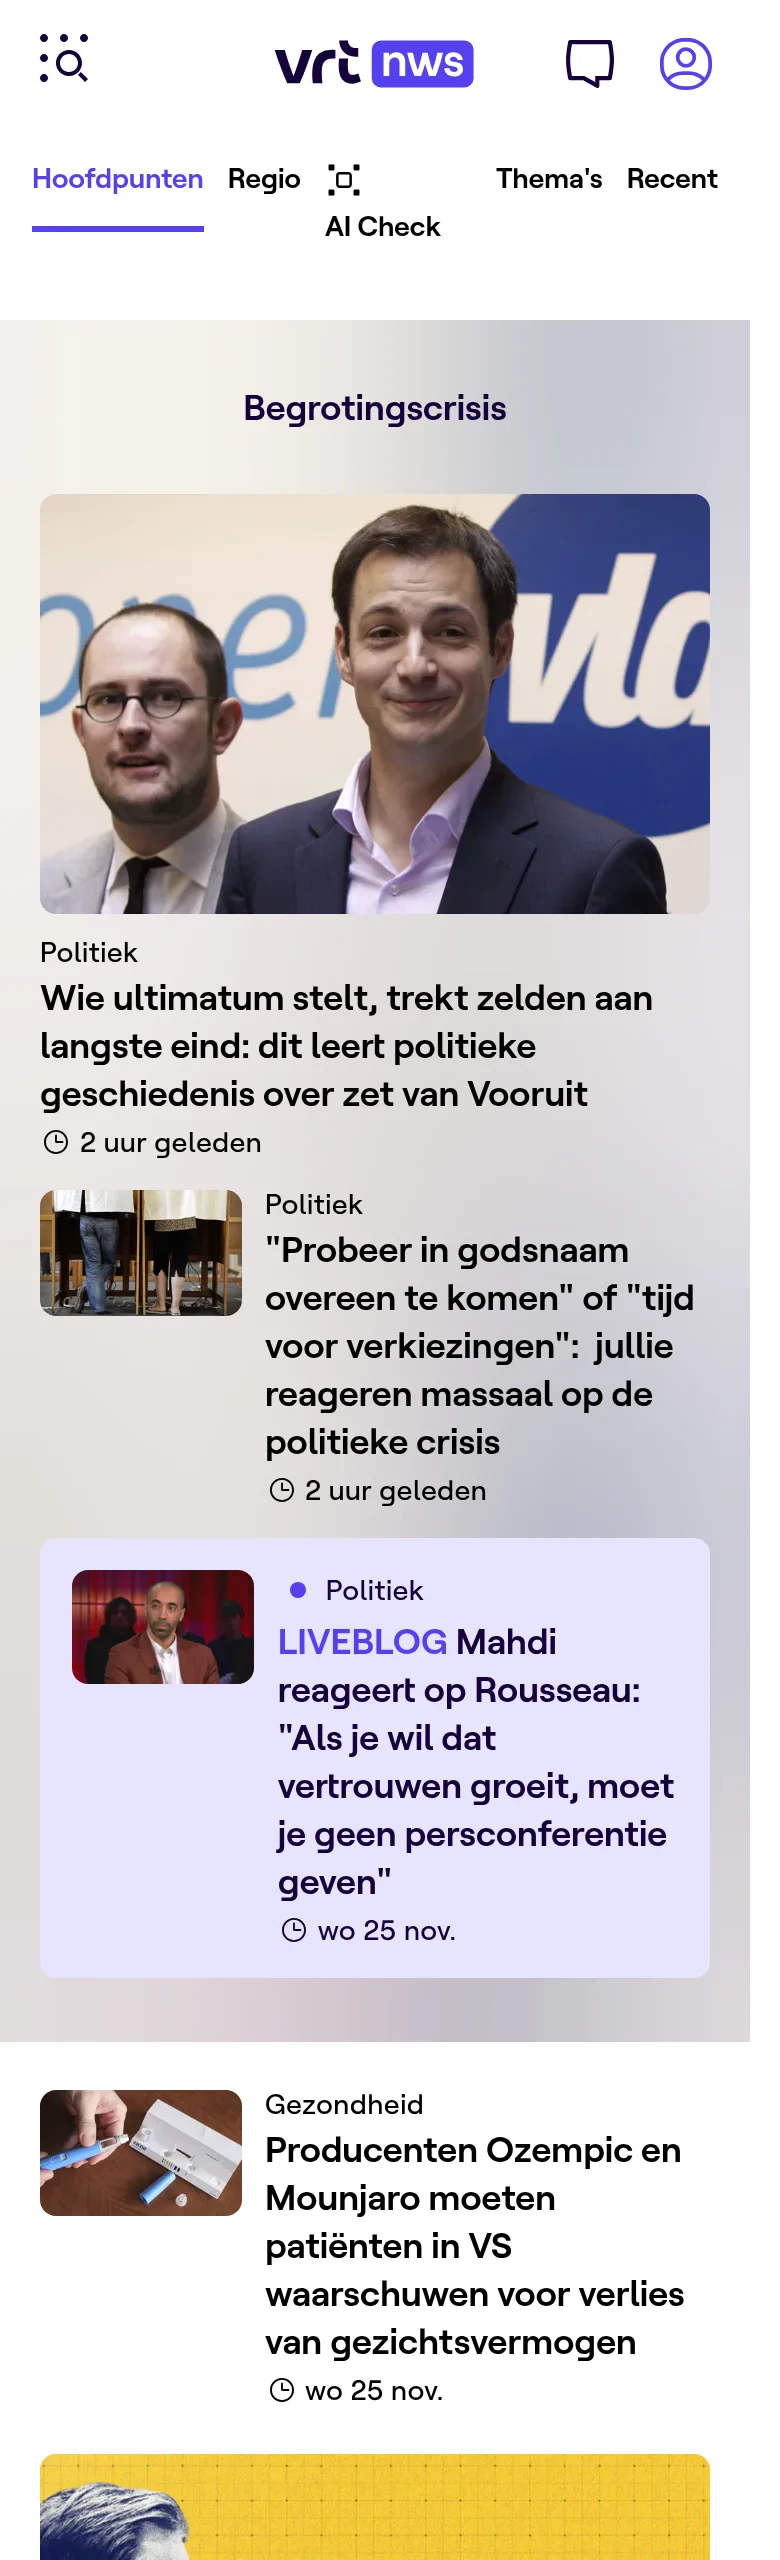 vrt nws
Hoofdpunten
Regio
AI Check
Thema's
Recent
Begrotingscrisis
open vld
Politiek
Wie ultimatum stelt, trekt zelden aan
langste eind: dit leert politieke
geschiedenis over zet van Vooruit
2 uur geleden
Politiek
"Probeer in godsnaam
overeen te komen" of "tijd
voor verkiezingen":  jullie
reageren massaal op de
politieke crisis
2 uur geleden
Politiek
LIVEBLOG Mahdi
reageert op Rousseau:
"Als je wil dat
vertrouwen groeit, moet
je geen persconferentie
geven"
wo 25 nov.
Gezondheid
Producenten Ozempic en
Mounjaro moeten
patiënten in VS
waarschuwen voor verlies
van gezichtsvermogen
wo 25 nov.